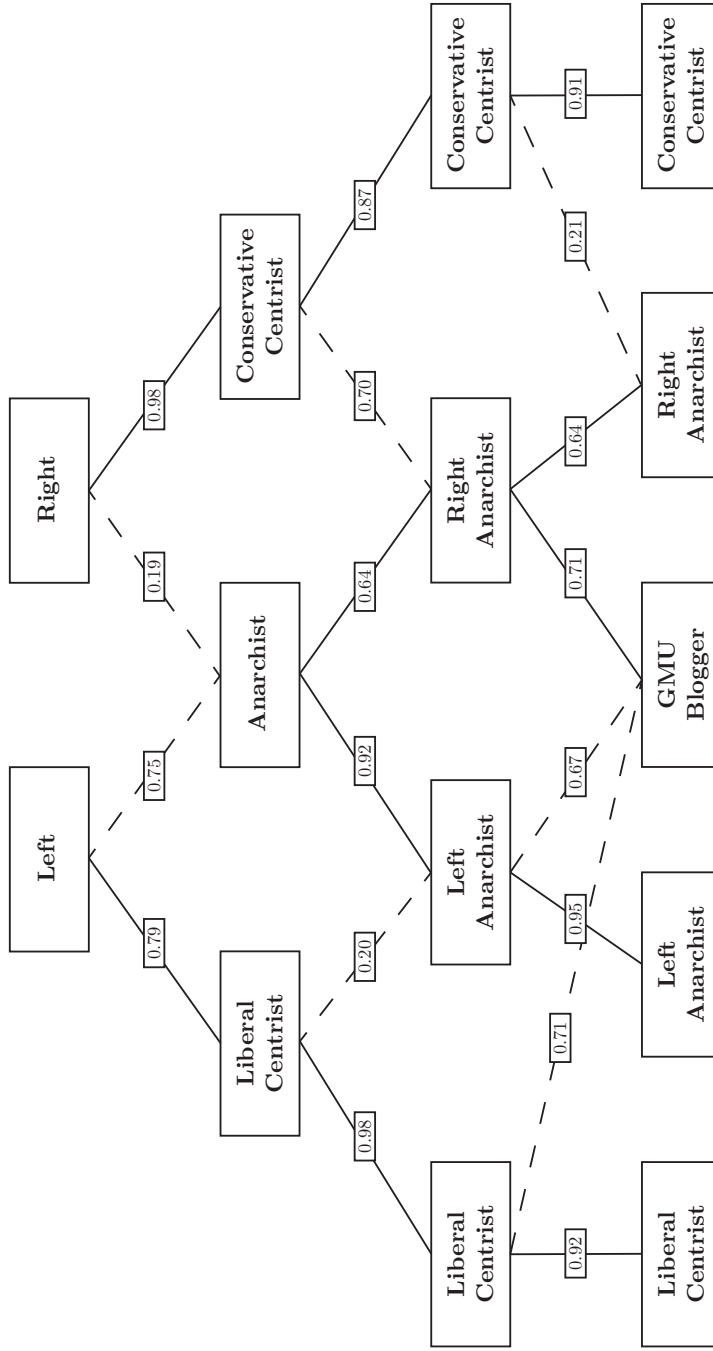 Left
Right
0.79
0.75
0.19
0.98
Liberal
Centrist
Anarchist
Conservative
Centrist
0.98
0.20
0.92
0.64
0.70
0.87
Liberal
Centrist
Left
Anarchist
Right
Anarchist
Conservative
Centrist
0.92
0.71
0.95
0.67
0.71
0.64
0.21
0.91
Liberal
Centrist
Left
Anarchist
GMU
Blogger
Right
Anarchist
Conservative
Centrist